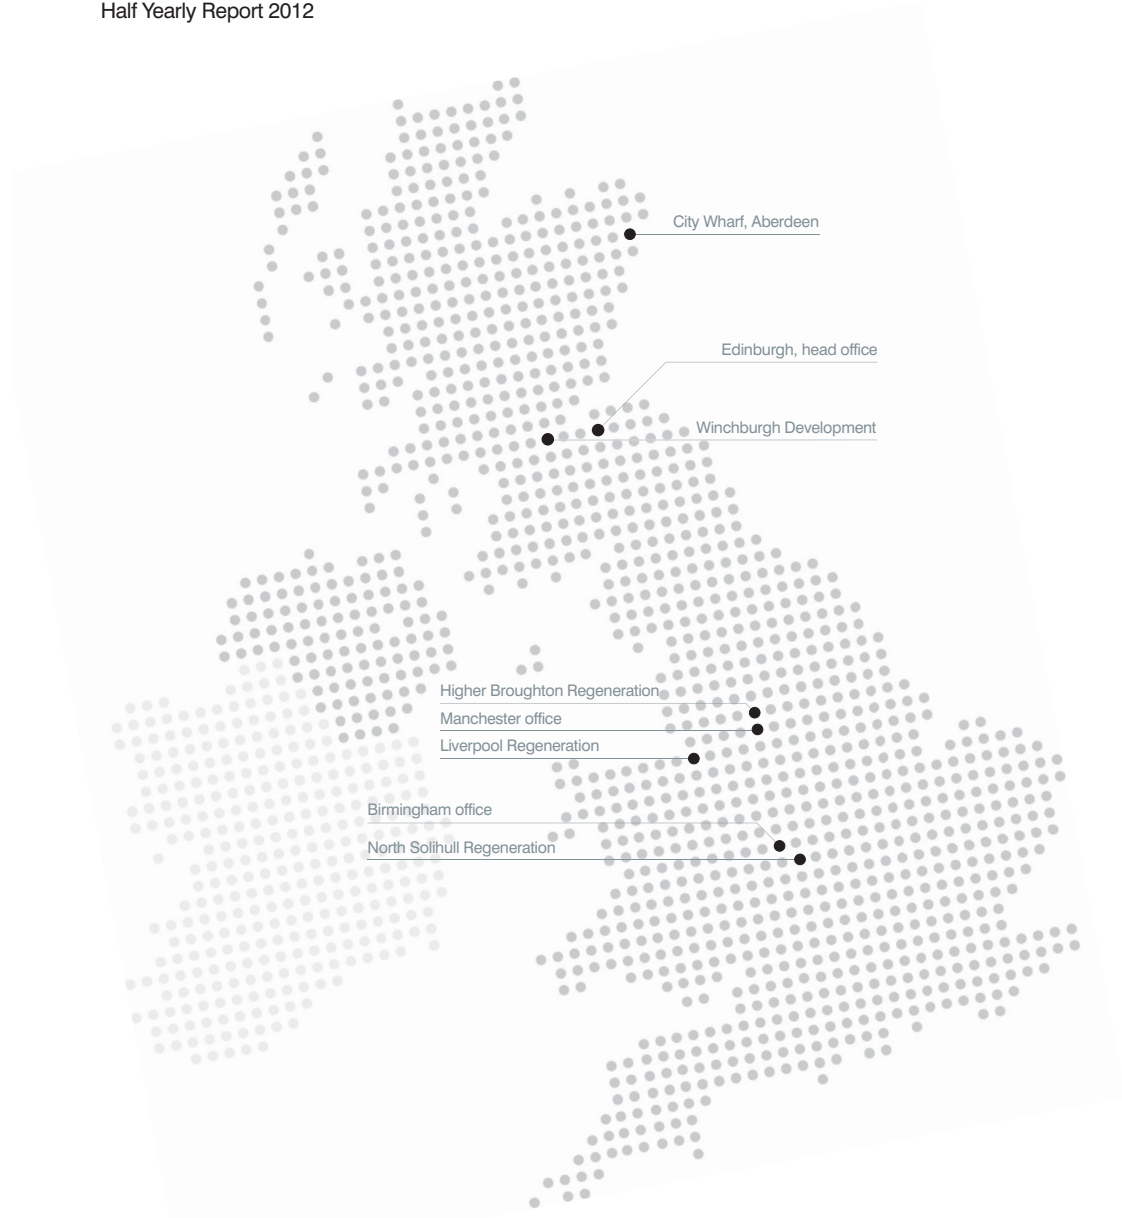 Half Yearly Report 2012
City Wharf, Aberdeen
Edinburgh, head office
Winchburgh Development
Higher Broughton Regeneration
Manchester office
Liverpool Regeneration
Birmingham office
North Solihull Regeneration